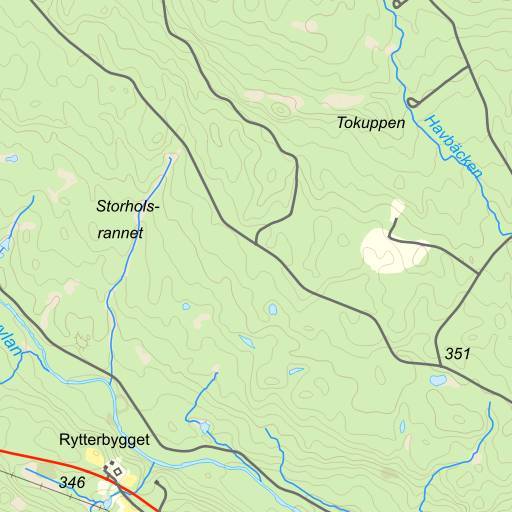 Tokuppen
Havbäcken
Storhols-
rannet
351
Rytterbygget
346